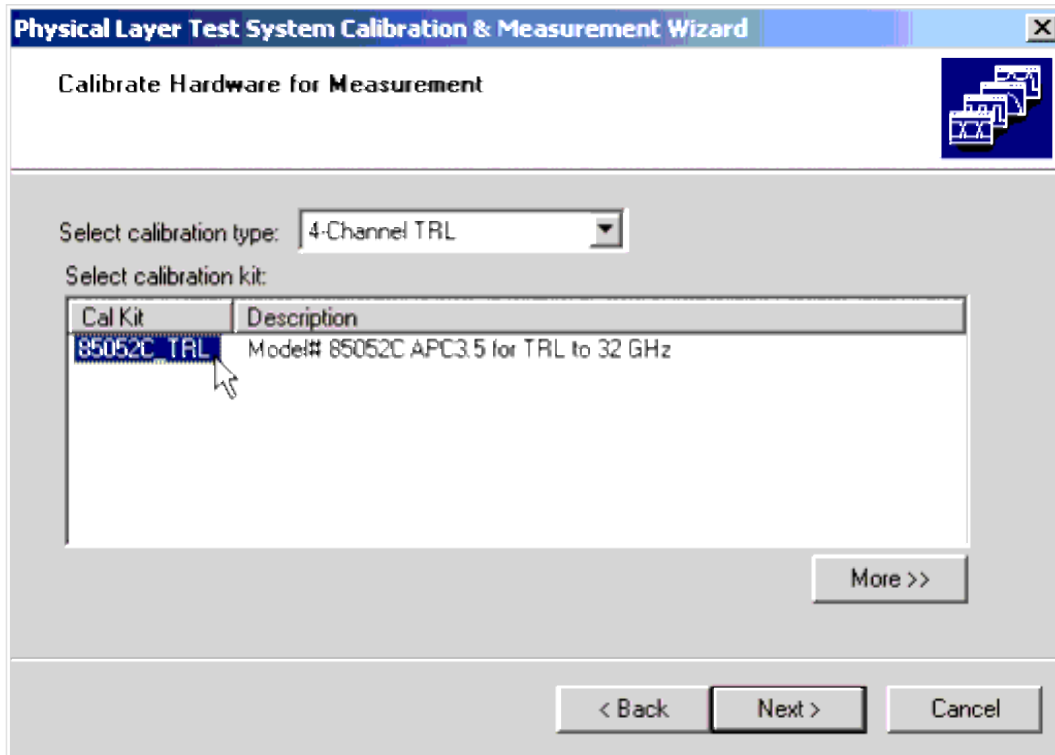 Physical Layer Test System Calibration & Measurement Wizard
Calibrate Hardware for Measurement
Select calibration type: 4-Channel TRL
Select calibration kit:
Cal Kit Description
85052C_TRL Model# 85052C APC3.5 for TRL to 32 GHz
More >>
< Back Next > Cancel